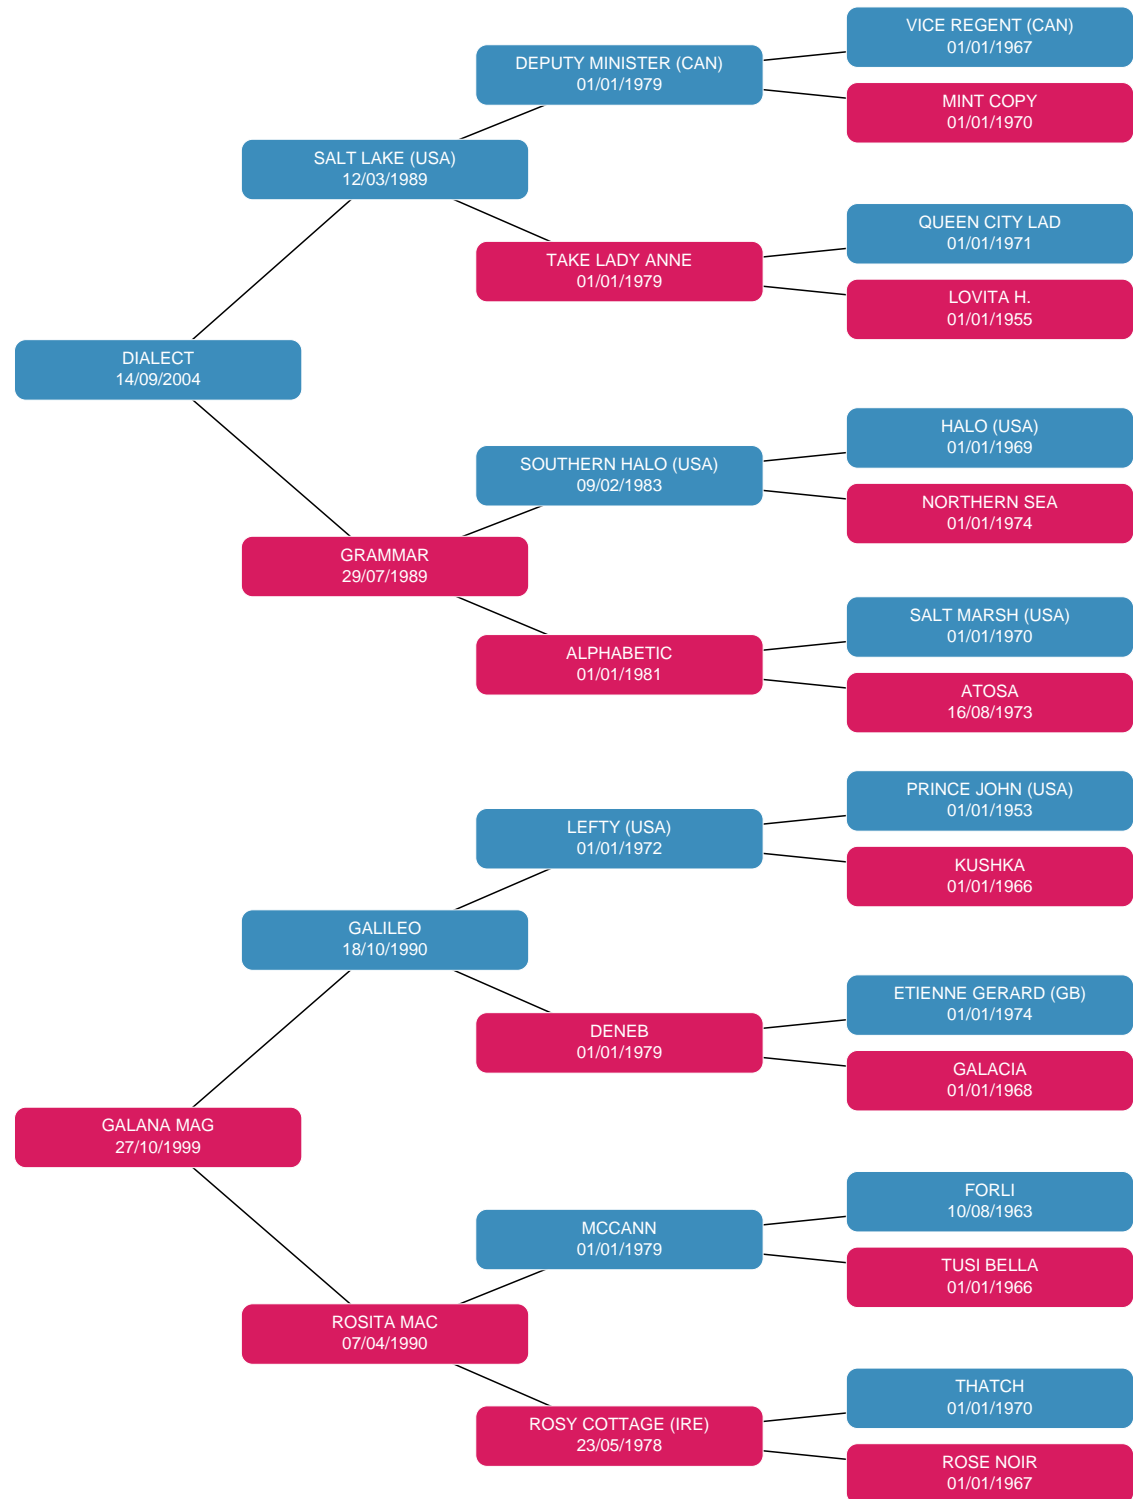 VICE REGENT (CAN)
01/01/1967
DEPUTY MINISTER (CAN)
01/01/1979
MINT COPY
01/01/1970
SALT LAKE (USA)
12/03/1989
QUEEN CITY LAD
01/01/1971
TAKE LADY ANNE
01/01/1979
LOVITA H.
01/01/1955
DIALECT
14/09/2004
HALO (USA)
01/01/1969
SOUTHERN HALO (USA)
09/02/1983
NORTHERN SEA
01/01/1974
GRAMMAR
29/07/1989
SALT MARSH (USA)
01/01/1970
ALPHABETIC
01/01/1981
ATOSA
16/08/1973
PRINCE JOHN (USA)
01/01/1953
LEFTY (USA)
01/01/1972
KUSHKA
01/01/1966
GALILEO
18/10/1990
ETIENNE GERARD (GB)
01/01/1974
DENEB
01/01/1979
GALACIA
01/01/1968
GALANA MAG
27/10/1999
FORLI
10/08/1963
MCCANN
01/01/1979
TUSI BELLA
01/01/1966
ROSITA MAC
07/04/1990
THATCH
01/01/1970
ROSY COTTAGE (IRE)
23/05/1978
ROSE NOIR
01/01/1967